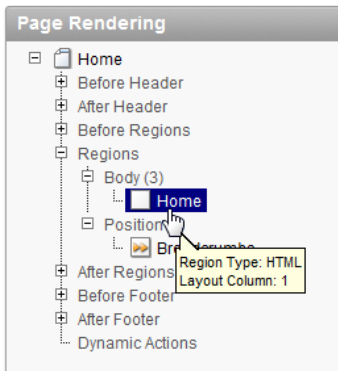 Page Rendering
Home
Before Header
After Header
Before Regions
Regions
Body (3)
Home
Position
Region Type: HTML
Layout Column: 1
After Regions
Before Footer
After Footer
Dynamic Actions